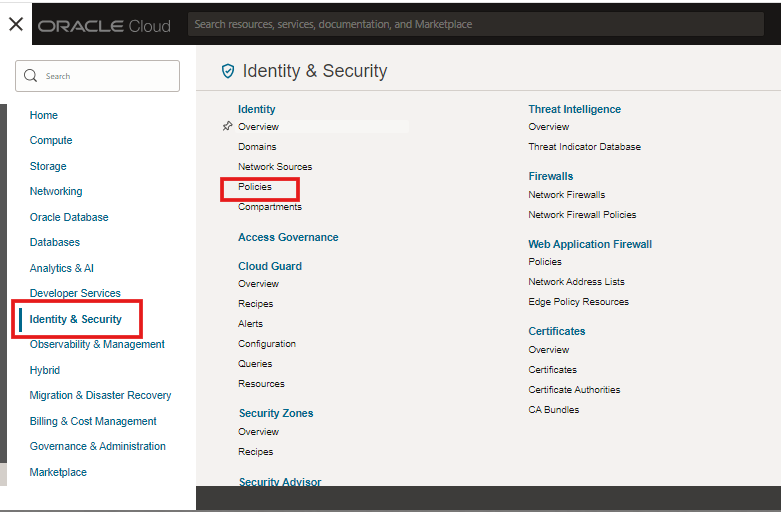 ORACLE Cloud
Search resources, services, documentation, and Marketplace
Search
Home
Compute
Storage
Networking
Oracle Database
Databases
Analytics & AI
Developer Services
Identity & Security
Observability & Management
Hybrid
Migration & Disaster Recovery
Billing & Cost Management
Governance & Administration
Marketplace
Identity & Security
Identity
Overview
Domains
Network Sources
Policies
Compartments
Access Governance
Cloud Guard
Overview
Recipes
Alerts
Configuration
Queries
Resources
Security Zones
Overview
Recipes
Security Advisor
Threat Intelligence
Overview
Threat Indicator Database
Firewalls
Network Firewalls
Network Firewall Policies
Web Application Firewall
Policies
Network Address Lists
Edge Policy Resources
Certificates
Overview
Certificates
Certificate Authorities
CA Bundles